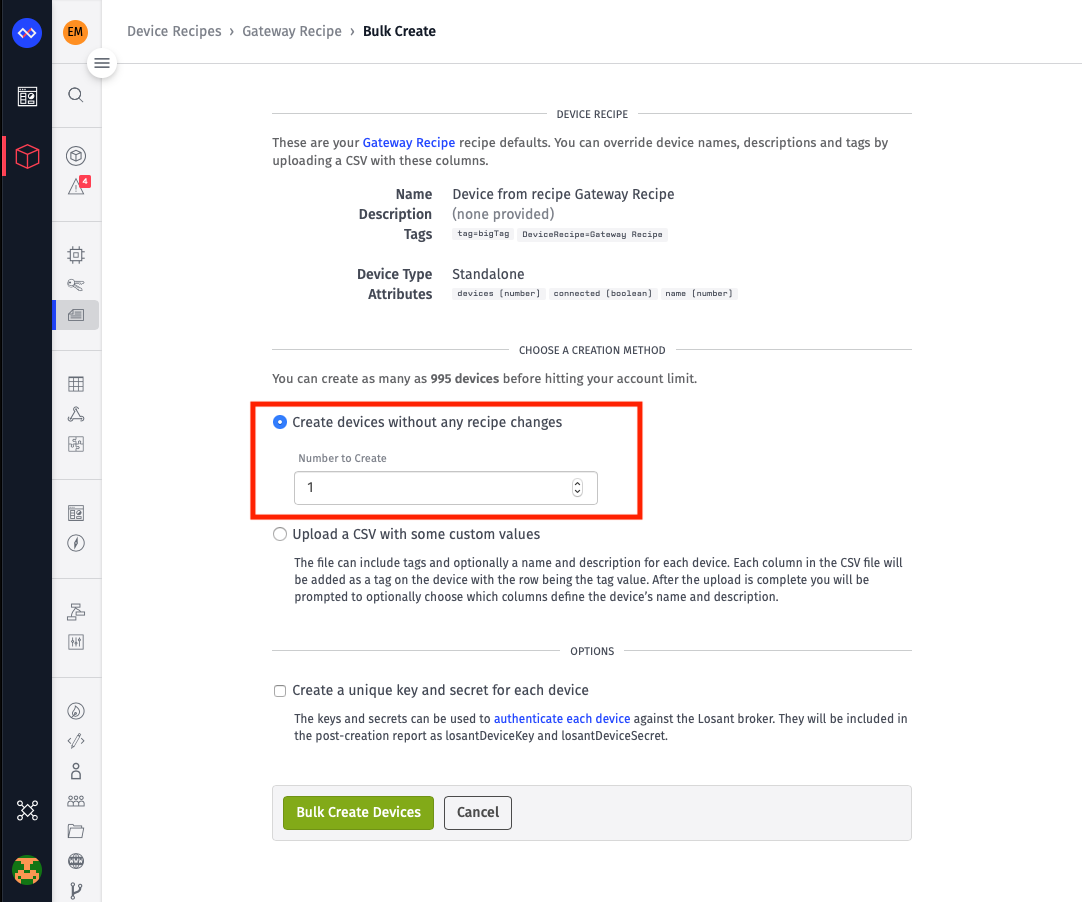 EM
Device Recipes › Gateway Recipe › Bulk Create
4
DEVICE RECIPE
These are your Gateway Recipe recipe defaults. You can override device names, descriptions and tags by
uploading a CSV with these columns.
Name Device from recipe Gateway Recipe
Description (none provided)
Tags tag=bigTag DeviceRecipe=Gateway Recipe
Device Type Standalone
Attributes devices [number] connected [boolean] name [number]
CHOOSE A CREATION METHOD
You can create as many as 995 devices before hitting your account limit.
Create devices without any recipe changes
Number to Create
1
Upload a CSV with some custom values
The file can include tags and optionally a name and description for each device. Each column in the CSV file will
be added as a tag on the device with the row being the tag value. After the upload is complete you will be
prompted to optionally choose which columns define the device’s name and description.
OPTIONS
Create a unique key and secret for each device
The keys and secrets can be used to authenticate each device against the Losant broker. They will be included in
the post-creation report as losantDeviceKey and losantDeviceSecret.
Bulk Create Devices Cancel